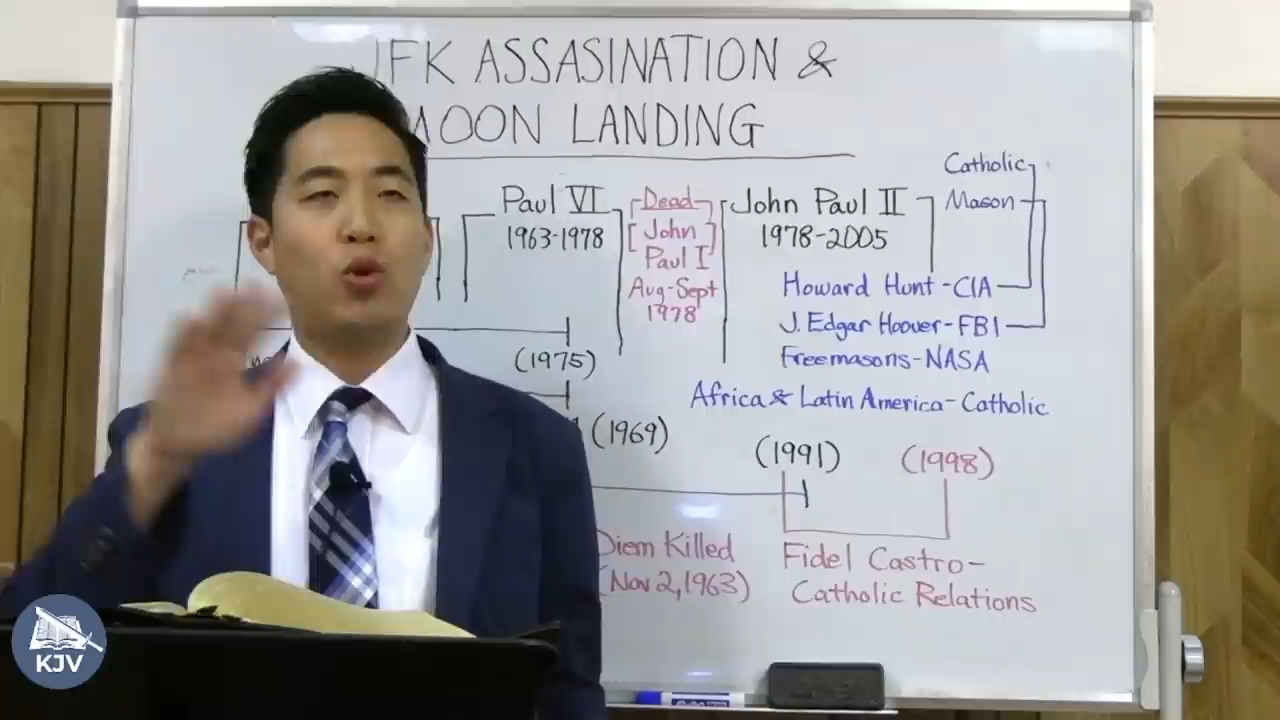 JFK ASSASINATION &
MOON LANDING
Catholic
Mason
Paul VI
1963-1978
Dead
John
Paul I
Aug-Sept
1978
John Paul II
1978-2005
Howard Hunt-CIA
J. Edgar Hoover-FBI
Freemasons-NASA
Africa & Latin America-Catholic
(1975)
(1969)
(1991)
(1998)
Diem Killed
(Nov 2, 1963)
Fidel Castro-
Catholic Relations
KJV